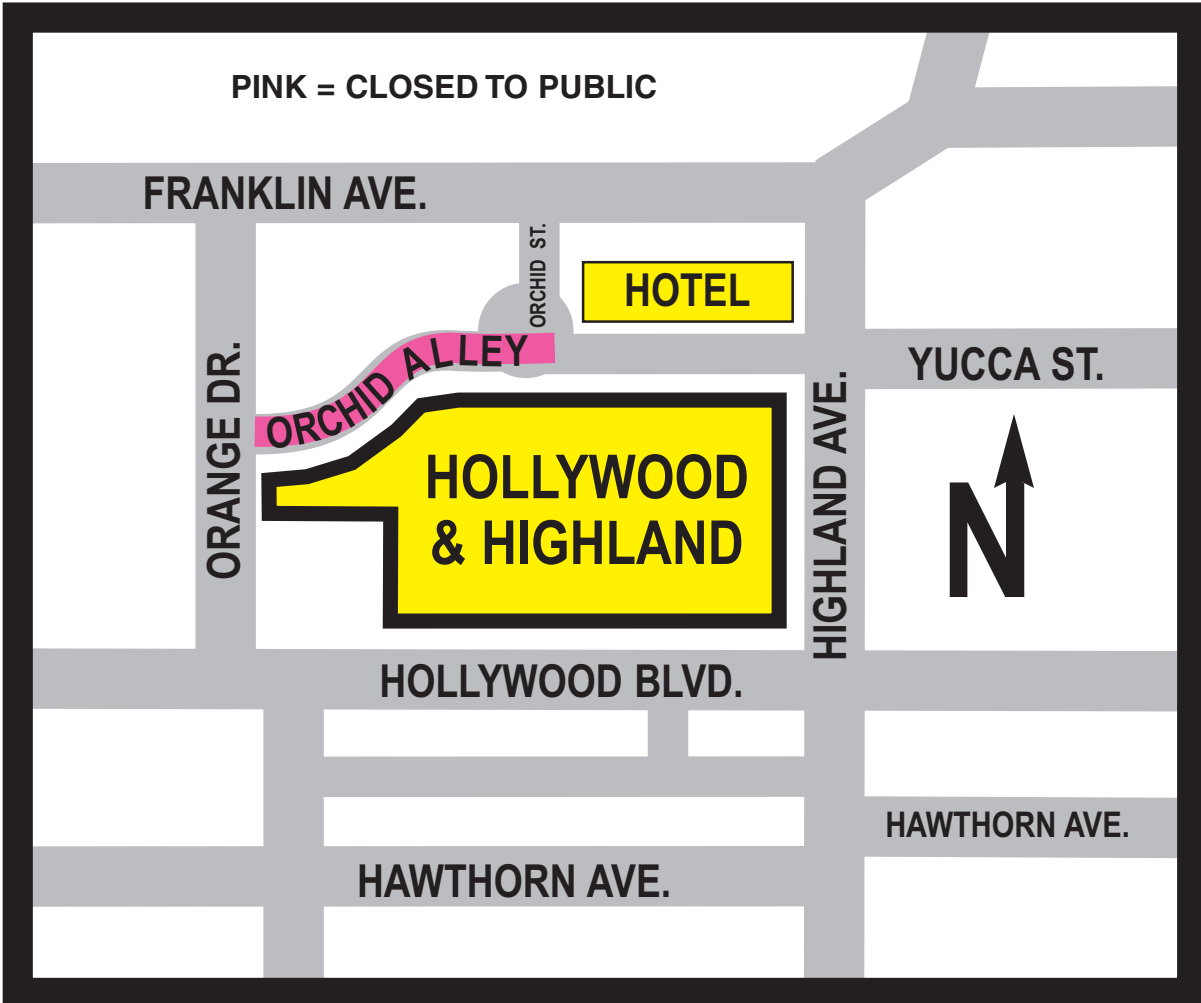 PINK = CLOSED TO PUBLIC
FRANKLIN AVE.
ORCHID ST.
HOTEL
ORCHID ALLEY
YUCCA ST.
ORANGE DR.
HOLLYWOOD
& HIGHLAND
HIGHLAND AVE.
N
HOLLYWOOD BLVD.
HAWTHORN AVE.
HAWTHORN AVE.